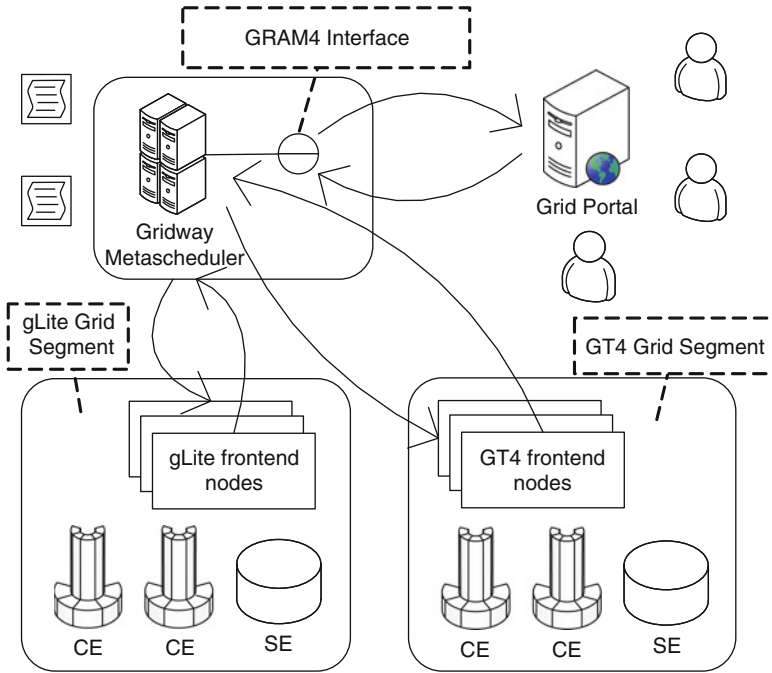 GRAM4 Interface
Grid Portal
Gridway
Metascheduler
gLite Grid
Segment
GT4 Grid Segment
gLite frontend
nodes
GT4 frontend
nodes
CE
CE
SE
CE
CE
SE